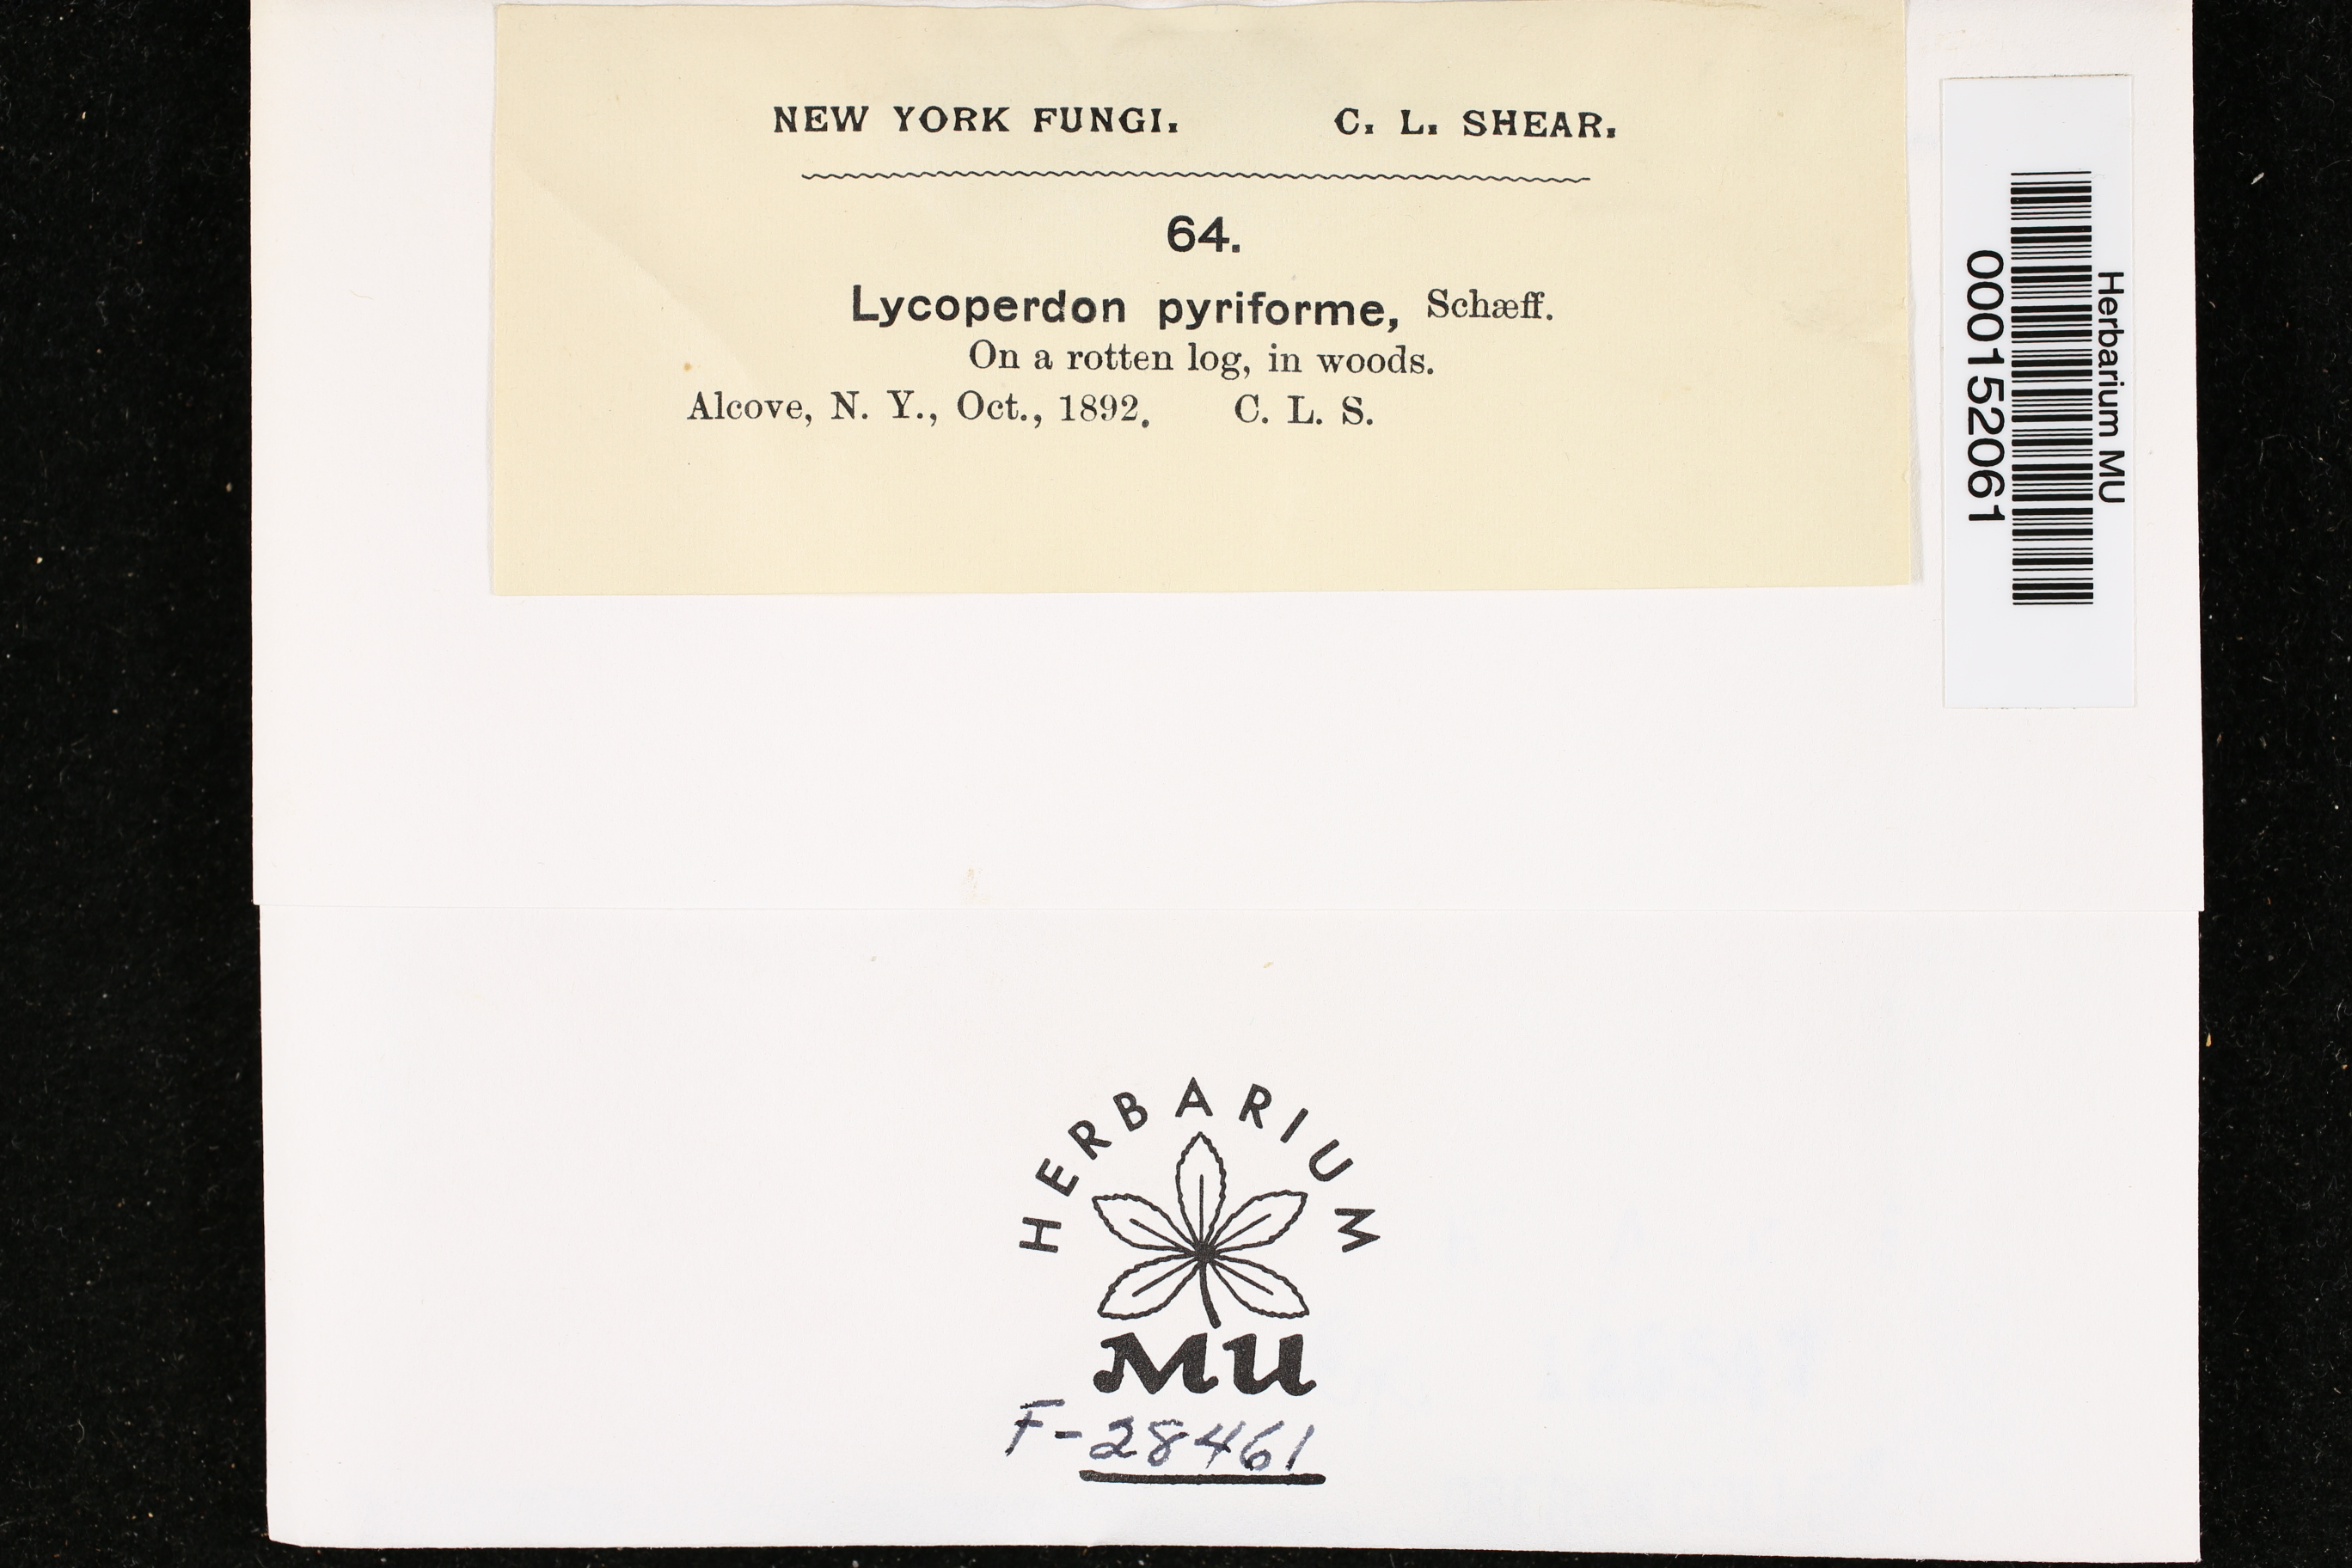 NEW YORK FUNGI. C. L. SHEAR.
64.
Lycoperdon pyriforme, Schæff.
On a rotten log, in woods.
Alcove, N. Y., Oct., 1892. C. L. S.
Herbarium MU
000152061
HERBARIUM
MU
F-28461